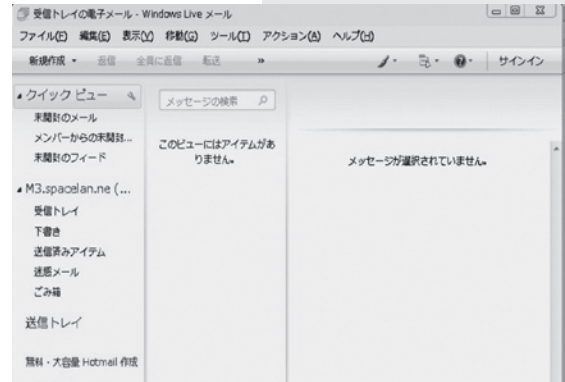 受信トレイの電子メール - Windows Live メール
ファイル(F) 編集(E) 表示(V) 移動(G) ツール(T) アクション(A) ヘルプ(H)
新規作成 返信 全員に返信 転送 » サインイン
クイック ビュー
未開封のメール
メンバーからの未開封...
未開封のフィード
M3.spacelan.ne (...
受信トレイ
下書き
送信済みアイテム
迷惑メール
ごみ箱
送信トレイ
無料・大容量 Hotmail 作成
メッセージの検索
このビューにはアイテムがあ
りません。
メッセージが選択されていません。